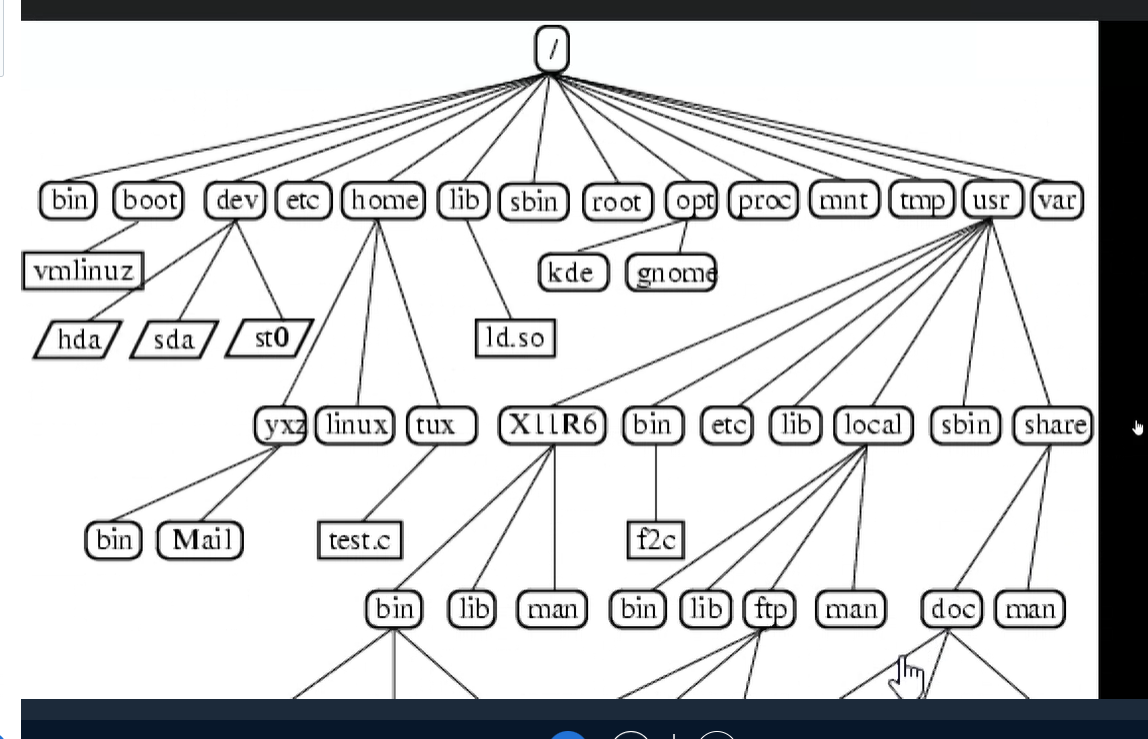 /
bin boot dev etc home lib sbin root opt proc mnt tmp usr var
vmlinuz kde gnome
hda sda st0 ld.so
yxz linux tux X11R6 bin etc lib local sbin share
bin Mail test.c f2c
bin lib man bin lib ftp man doc man